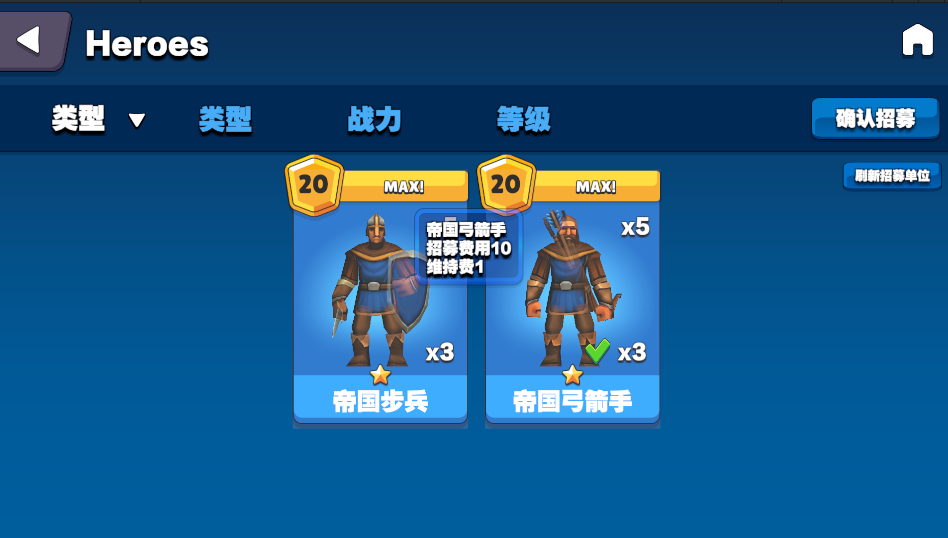 Heroes
类型 ▼ 类型 战力 等级 确认招募
刷新招募单位
20 MAX!
20 MAX!
x5
帝国弓箭手
招募费用10
维持费1
x3
x3
帝国步兵
帝国弓箭手